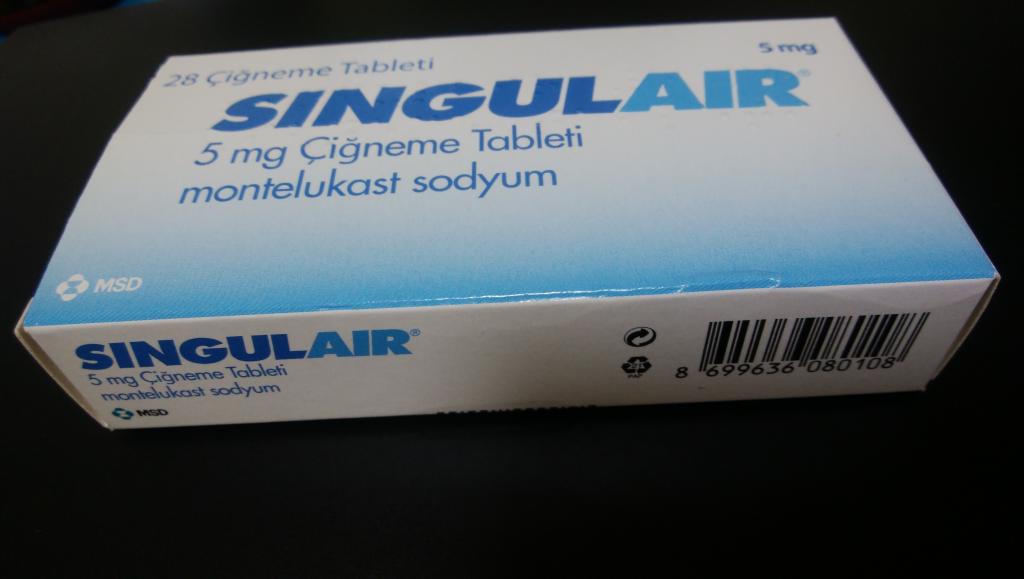 28 Çiğneme Tableti
5 mg
SINGULAIR®
5 mg Çiğneme Tableti
montelukast sodyum
MSD
SINGULAIR®
5 mg Çiğneme Tableti
montelukast sodyum
MSD
PAP
8 699636 080108